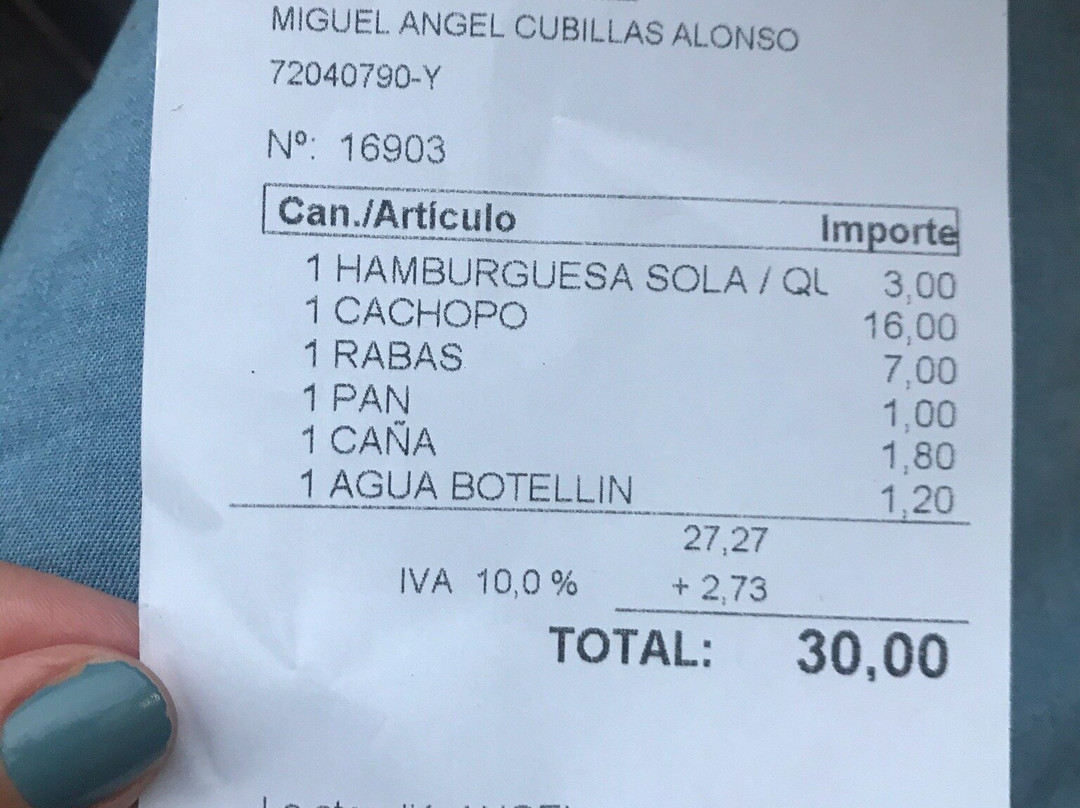 MIGUEL ANGEL CUBILLAS ALONSO
72040790-Y
Nº: 16903
Can./Artículo Importe
1 HAMBURGUESA SOLA / QU 3,00
1 CACHOPO 16,00
1 RABAS 7,00
1 PAN 1,00
1 CAÑA 1,80
1 AGUA BOTELLIN 1,20
27,27
IVA 10,0 % + 2,73
TOTAL: 30,00